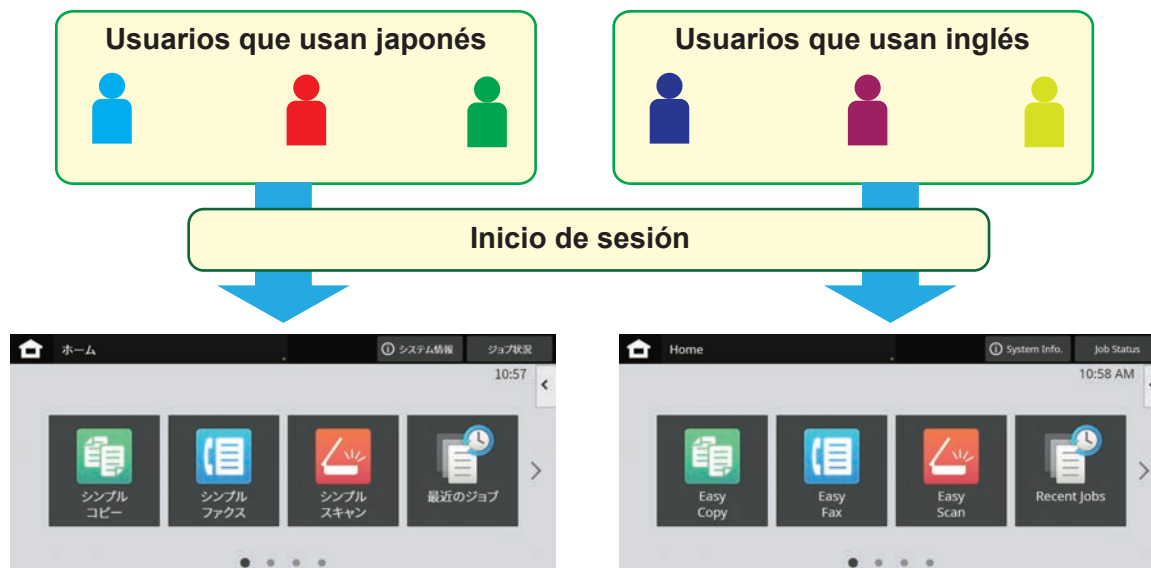 Usuarios que usan japonés
Usuarios que usan inglés
Inicio de sesión
ホーム
システム情報
ジョブ状況
10:57
シンプル
コピー
シンプル
ファクス
シンプル
スキャン
最近のジョブ
Home
System Info.
Job Status
10:58 AM
Easy
Copy
Easy
Fax
Easy
Scan
Recent Jobs